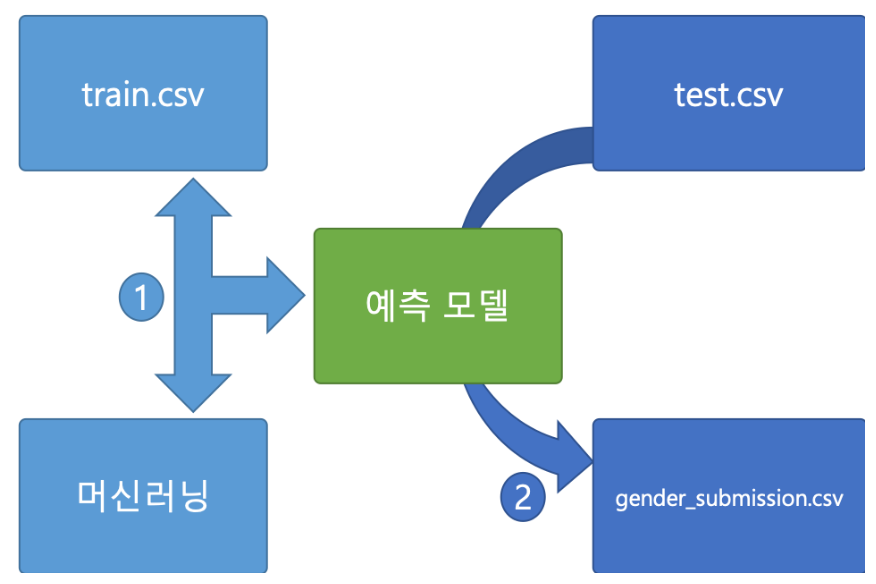 train.csv
test.csv
1
예측 모델
머신러닝
2
gender_submission.csv